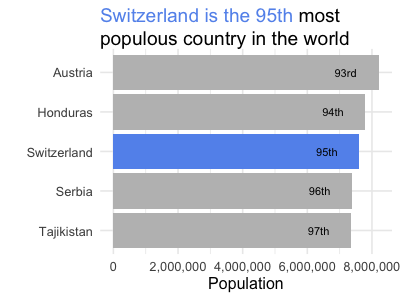 Switzerland is the 95th most
populous country in the world
Austria 93rd
Honduras 94th
Switzerland 95th
Serbia 96th
Tajikistan 97th
0 2,000,000 4,000,000 6,000,000 8,000,000
Population